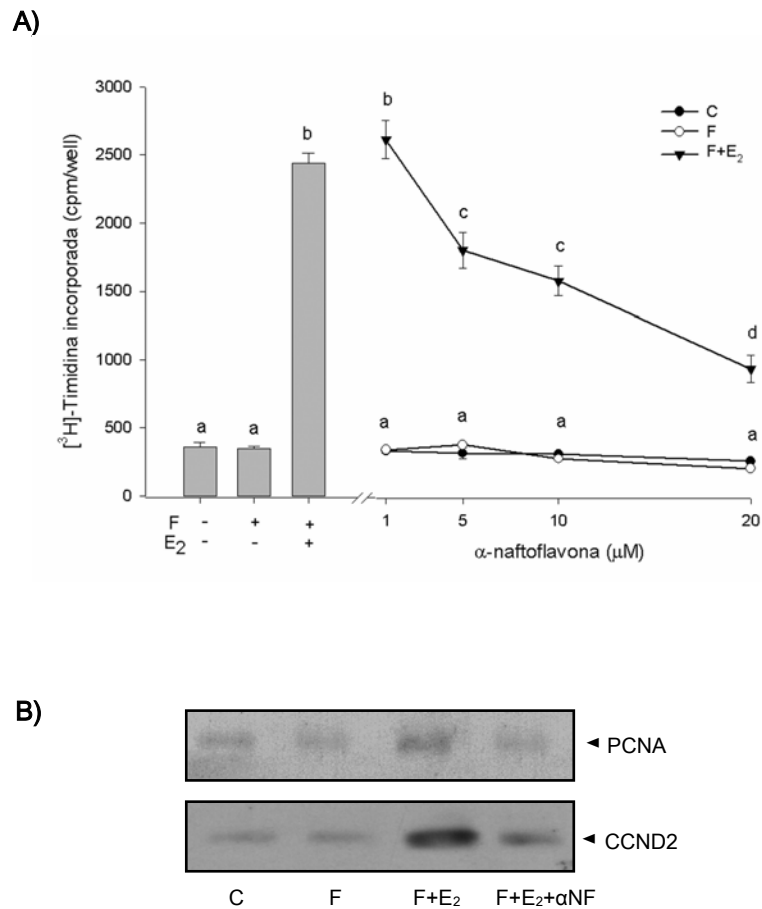 A)
3000
2500
2000
1500
1000
500
0
[³H]-Timidina incorporada (cpm/well)
a
a
b
b
c
c
d
a
a
a
a
C
F
F+E₂
F - + +
E₂ - - +
1 5 10 20
α-naftoflavona (μM)
B)
PCNA
CCND2
C F F+E₂ F+E₂+αNF